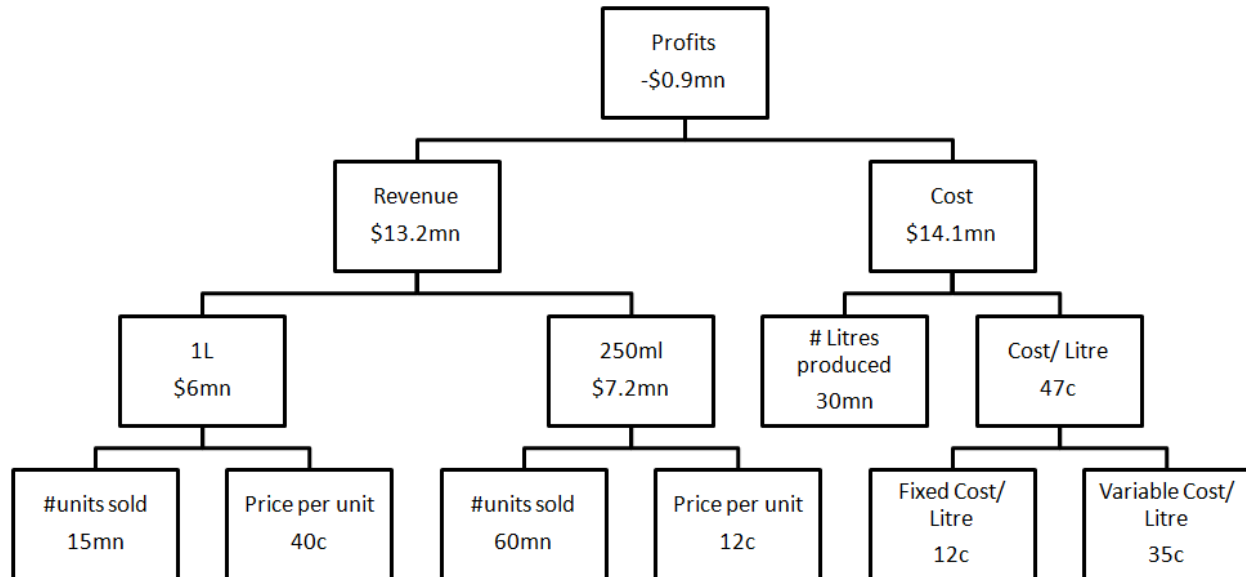 Profits
-$0.9mn
Revenue
$13.2mn
Cost
$14.1mn
1L
$6mn
250ml
$7.2mn
# Litres
produced
30mn
Cost/ Litre
47c
#units sold
15mn
Price per unit
40c
#units sold
60mn
Price per unit
12c
Fixed Cost/
Litre
12c
Variable Cost/
Litre
35c